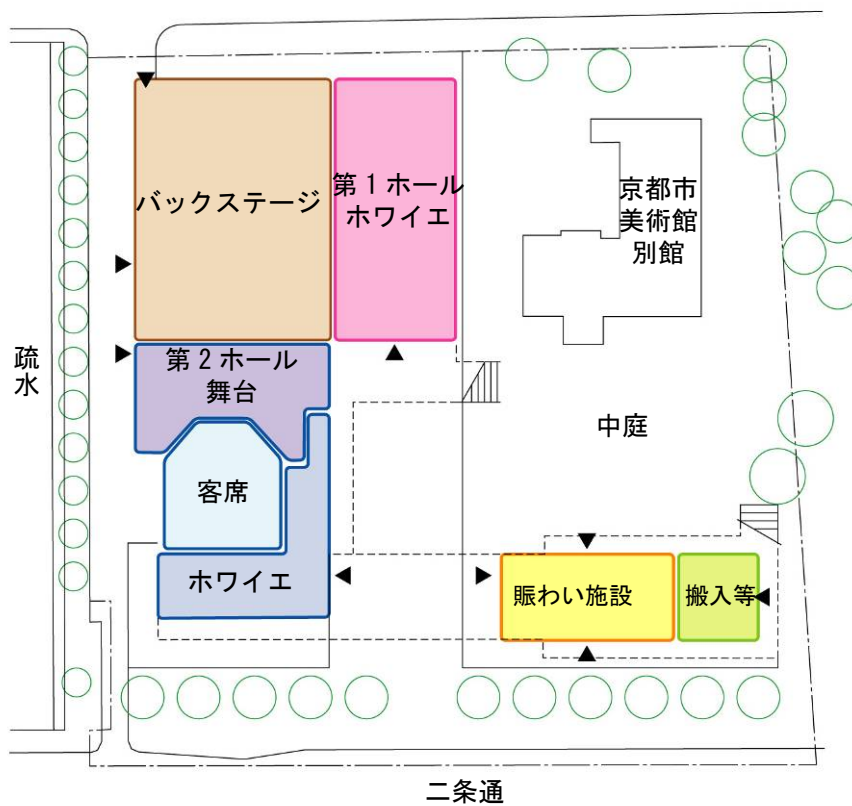 バックステージ
第１ホール
ホワイエ
京都市
美術館
別館
疏水
第２ホール
舞台
客席
中庭
ホワイエ
賑わい施設
搬入等
二条通